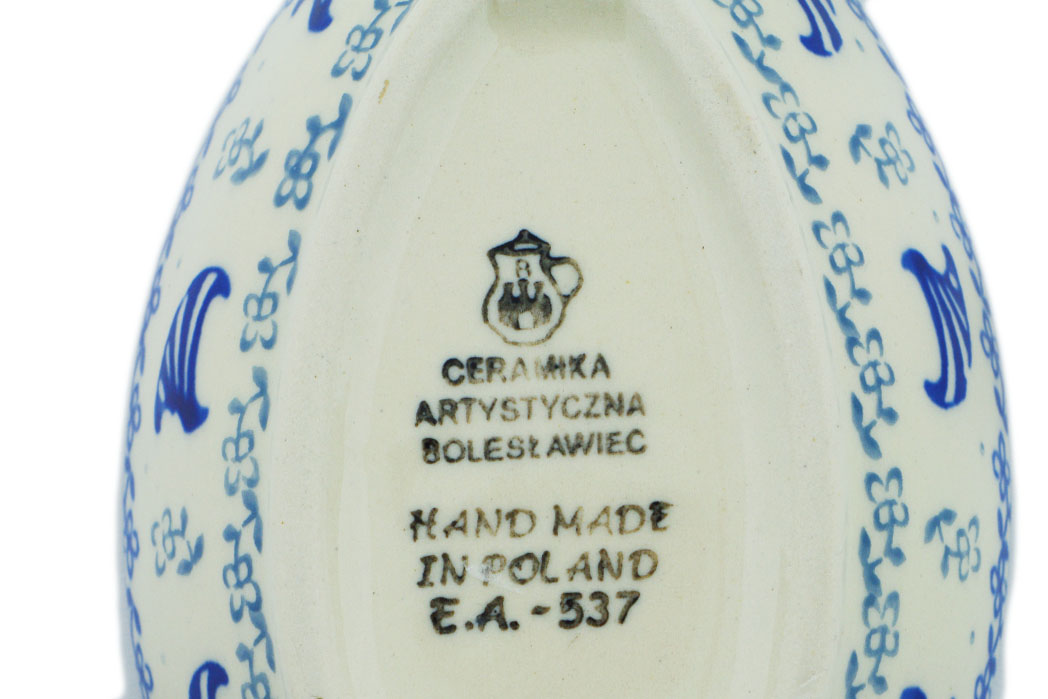 B
CERAMIKA
ARTYSTYCZNA
BOLESŁAWIEC
HAND MADE
IN POLAND
E.A.-537